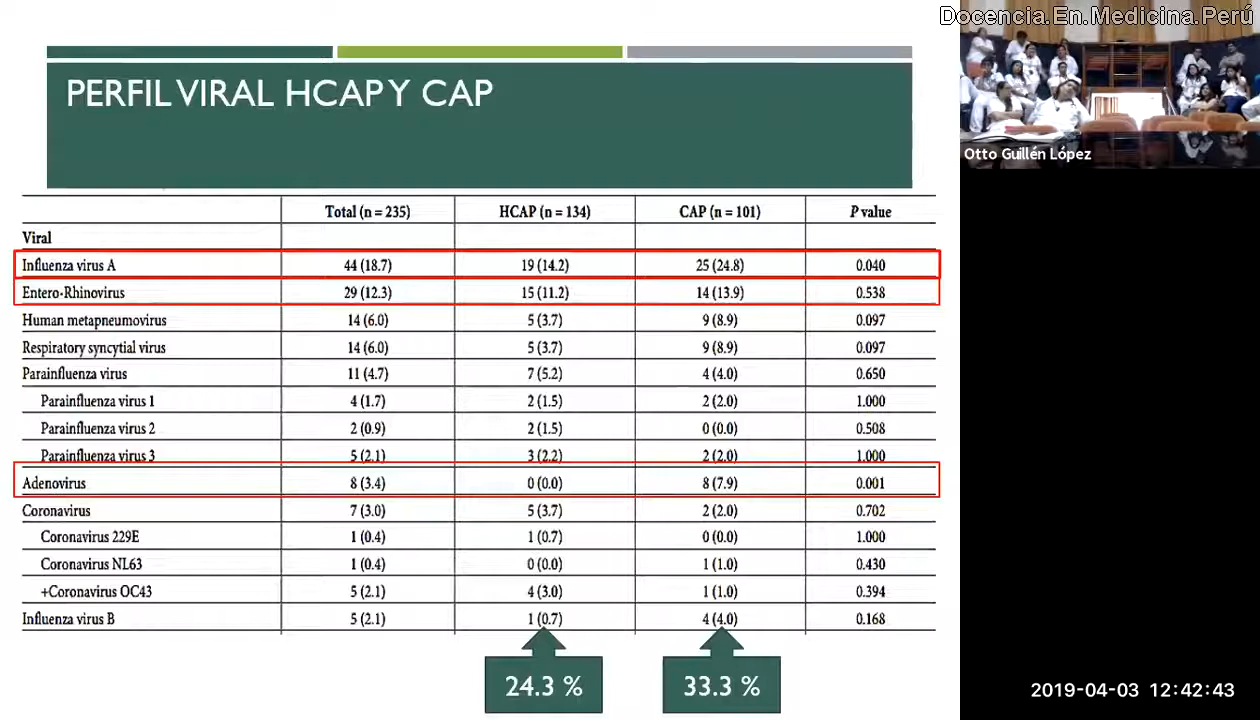 Docencia.En.Medicina.Perú
PERFIL VIRAL HCAP Y CAP
Otto Guillén López
Total (n = 235) HCAP (n = 134) CAP (n = 101) P value
Viral
Influenza virus A 44 (18.7) 19 (14.2) 25 (24.8) 0.040
Entero-Rhinovirus 29 (12.3) 15 (11.2) 14 (13.9) 0.538
Human metapneumovirus 14 (6.0) 5 (3.7) 9 (8.9) 0.097
Respiratory syncytial virus 14 (6.0) 5 (3.7) 9 (8.9) 0.097
Parainfluenza virus 11 (4.7) 7 (5.2) 4 (4.0) 0.650
Parainfluenza virus 1 4 (1.7) 2 (1.5) 2 (2.0) 1.000
Parainfluenza virus 2 2 (0.9) 2 (1.5) 0 (0.0) 0.508
Parainfluenza virus 3 5 (2.1) 3 (2.2) 2 (2.0) 1.000
Adenovirus 8 (3.4) 0 (0.0) 8 (7.9) 0.001
Coronavirus 7 (3.0) 5 (3.7) 2 (2.0) 0.702
Coronavirus 229E 1 (0.4) 1 (0.7) 0 (0.0) 1.000
Coronavirus NL63 1 (0.4) 0 (0.0) 1 (1.0) 0.430
+Coronavirus OC43 5 (2.1) 4 (3.0) 1 (1.0) 0.394
Influenza virus B 5 (2.1) 1 (0.7) 4 (4.0) 0.168
24.3 % 33.3 %
2019-04-03 12:42:43